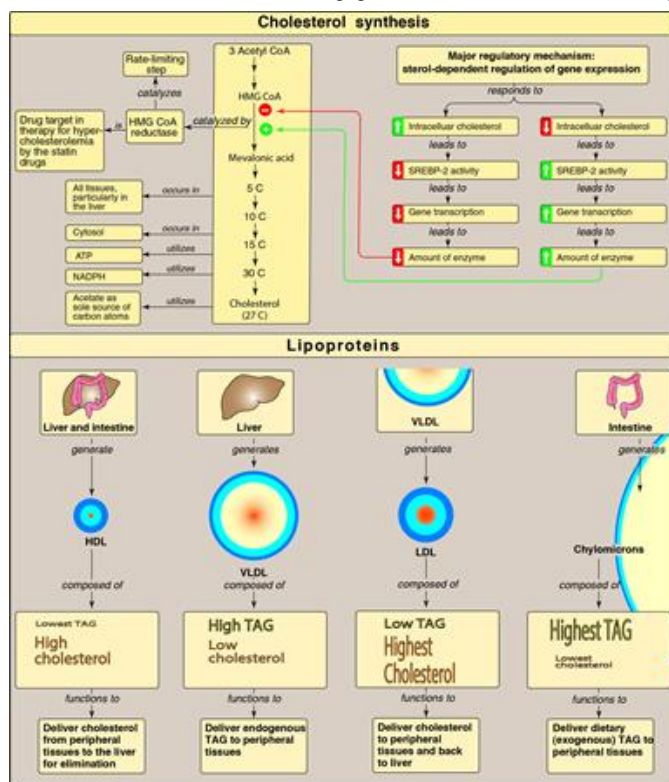 Cholesterol synthesis
3 Acetyl CoA
HMG CoA
Mevalonic acid
5 C
10 C
15 C
30 C
Cholesterol
(27 C)
catalyzed by
HMG CoA
reductase
catalyzes
Rate-limiting
step
is
Drug target in
therapy for hyper-
cholesterolemia
by the statin
drugs
occurs in
All tissues,
particularly in
the liver
occurs in
Cytosol
utilizes
ATP
utilizes
NADPH
utilizes
Acetate as
sole source of
carbon atoms
Major regulatory mechanism:
sterol-dependent regulation of gene expression
responds to
Intracelluar cholesterol
leads to
SREBP-2 activity
leads to
Gene transcription
leads to
Amount of enzyme
Intracelluar cholesterol
leads to
SREBP-2 activity
leads to
Gene transcription
leads to
Amount of enzyme
Lipoproteins
Liver and intestine
generate
HDL
composed of
Lowest TAG
High
cholesterol
functions to
Deliver cholesterol
from peripheral
tissues to the liver
for elimination
Liver
generates
VLDL
composed of
High TAG
Low
cholesterol
functions to
Deliver endogenous
TAG to peripheral
tissues
VLDL
generates
LDL
composed of
Low TAG
Highest
Cholesterol
functions to
Deliver cholesterol
to peripheral
tissues and back
to liver
Intestine
generates
Chylomicrons
composed of
Highest TAG
Lowest
cholesterol
functions to
Deliver dietary
(exogenous) TAG to
peripheral tissues